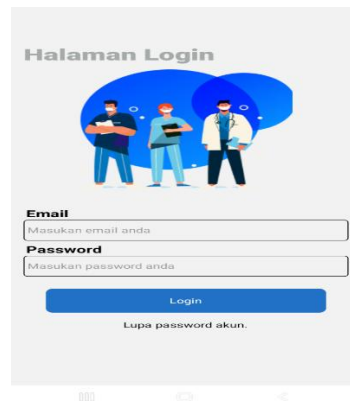 Halaman Login
Email
Masukan email anda
Password
Masukan password anda
Login
Lupa password akun.